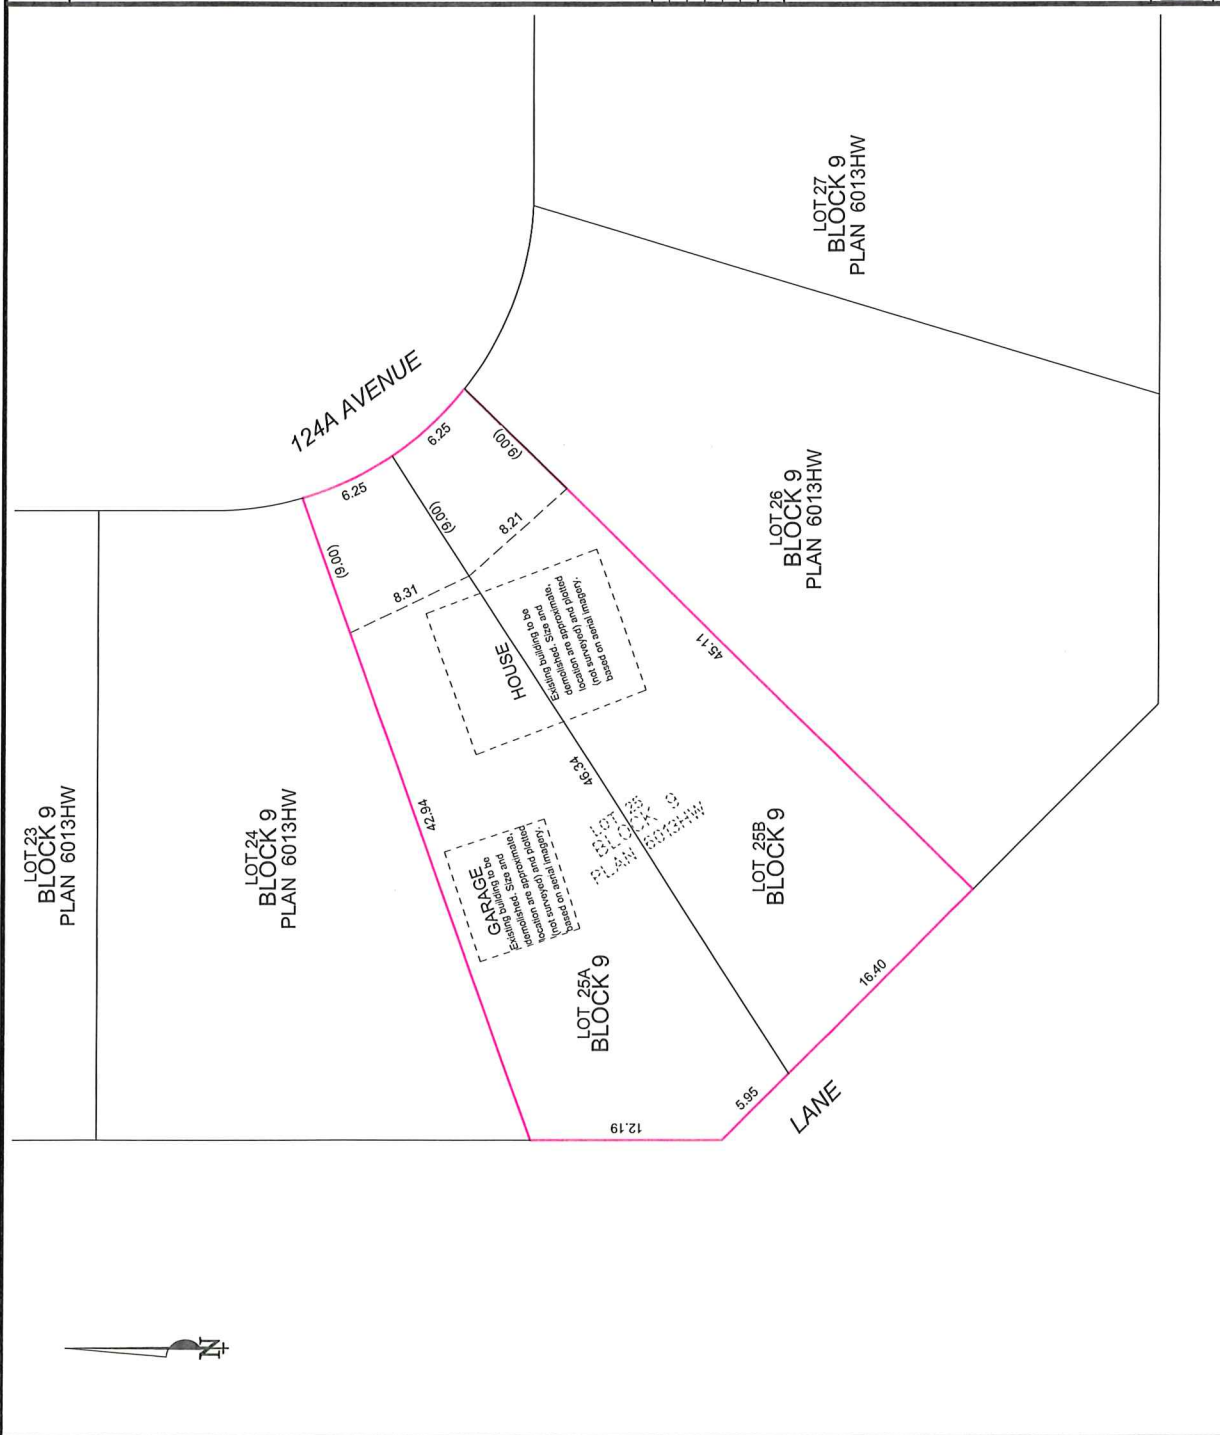 124A AVENUE
LOT 27
BLOCK 9
PLAN 6013HW
LOT 26
BLOCK 9
PLAN 6013HW
LOT 23
BLOCK 9
PLAN 6013HW
LOT 24
BLOCK 9
PLAN 6013HW
6.25
6.25
(9.00)
(9.00)
(9.00)
8.31
8.21
HOUSE
Existing building to be
demolished. Size and
location are approximate,
(not surveyed) and plotted
based on aerial imagery.
42.94
46.34
45.11
GARAGE
Existing building to be
demolished. Size and
location are approximate,
(not surveyed) and plotted
based on aerial imagery.
LOT 25
BLOCK 9
PLAN 6013HW
LOT 25A
BLOCK 9
LOT 25B
BLOCK 9
12.19
5.95
16.40
LANE
N